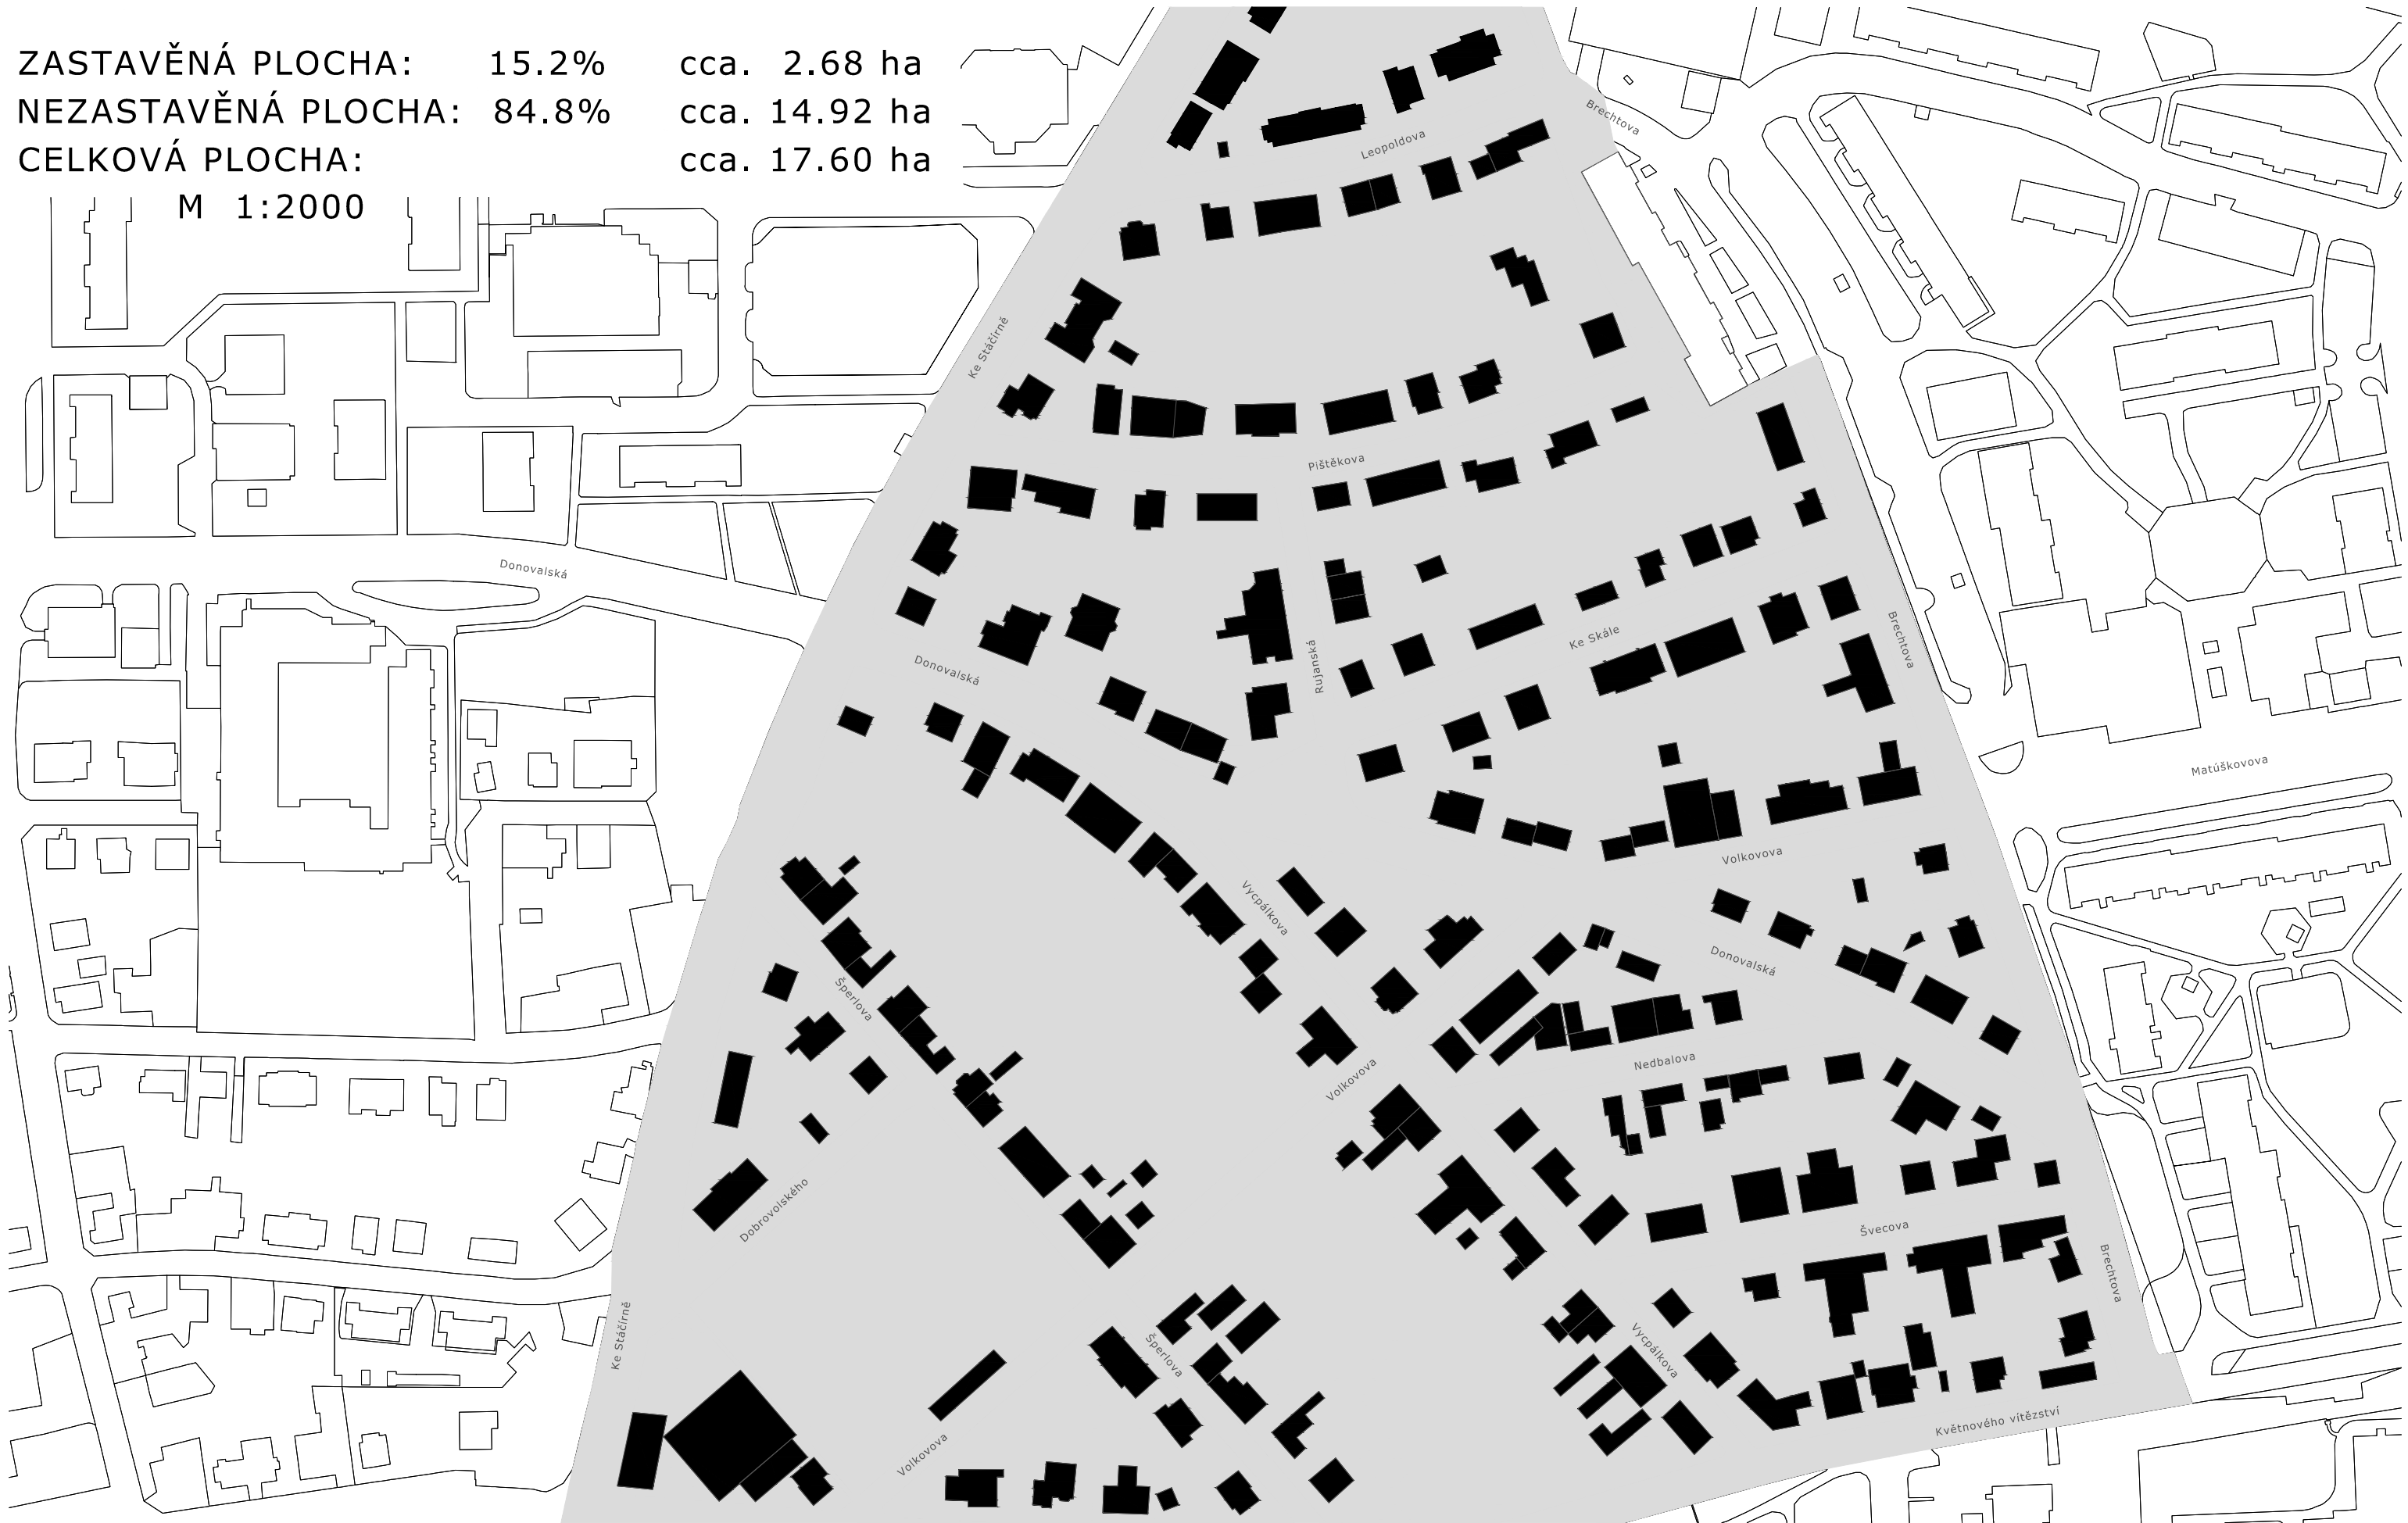 ZASTAVĚNÁ PLOCHA: 15.2% cca. 2.68 ha
NEZASTAVĚNÁ PLOCHA: 84.8% cca. 14.92 ha
CELKOVÁ PLOCHA: cca. 17.60 ha
M 1:2000
Brechtova
Leopoldova
Ke Stáčírně
Pištěkova
Donovalská
Ke Skále
Rujanská
Brechtova
Donovalská
Matúškovova
Volkovova
Vycpálkova
Donovalská
Šperlova
Nedbalova
Volkovova
Dobrovolského
Švecova
Brechtova
Ke Stáčírně
Šperlova
Vycpálkova
Květnového vítězství
Volkovova